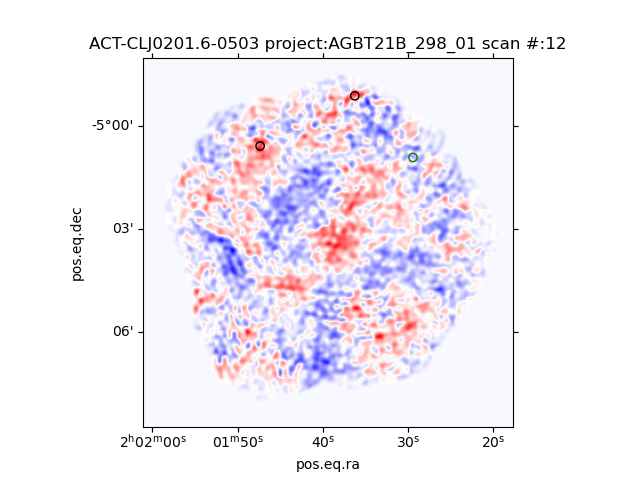 ACT-CLJ0201.6-0503 project:AGBT21B_298_01 scan #:12
-5°00'
03'
06'
pos.eq.dec
2ʰ02ᵐ00ˢ 01ᵐ50ˢ 40ˢ 30ˢ 20ˢ
pos.eq.ra